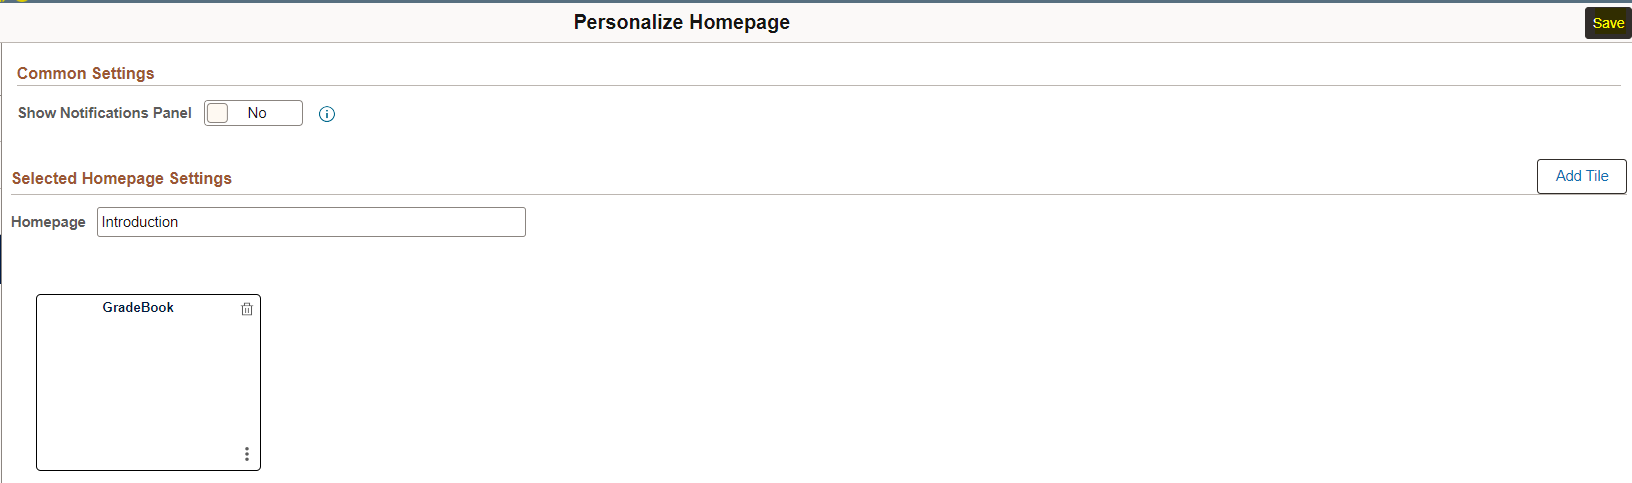 Personalize Homepage
Save
Common Settings
Show Notifications Panel No
Selected Homepage Settings
Add Tile
Homepage Introduction
GradeBook